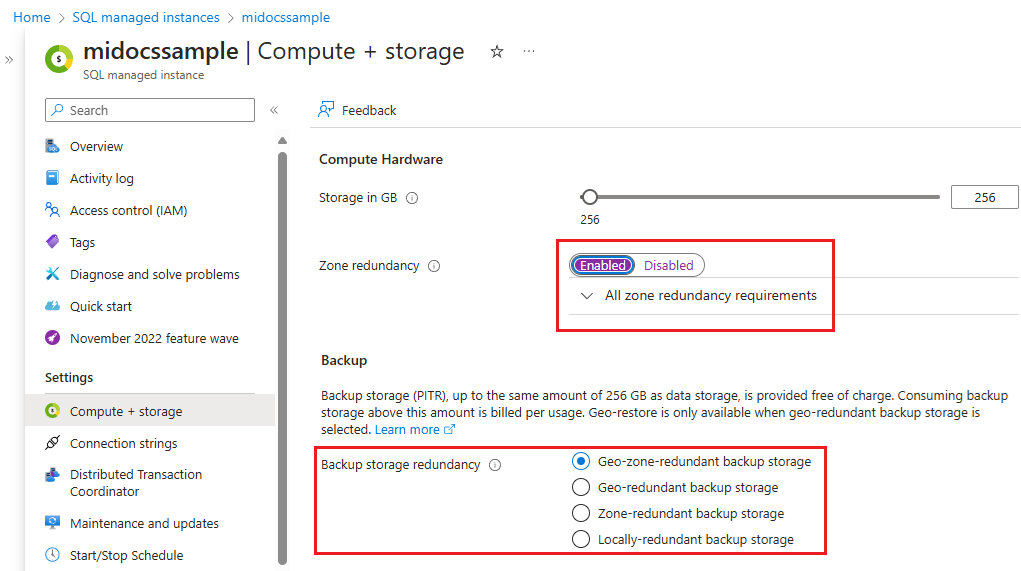 Home > SQL managed instances > midocssample
midocssample | Compute + storage
SQL managed instance
Search
Overview
Activity log
Access control (IAM)
Tags
Diagnose and solve problems
Quick start
November 2022 feature wave
Settings
Compute + storage
Connection strings
Distributed Transaction
Coordinator
Maintenance and updates
Start/Stop Schedule
Feedback
Compute Hardware
Storage in GB
256
256
Zone redundancy
Enabled Disabled
All zone redundancy requirements
Backup
Backup storage (PITR), up to the same amount of 256 GB as data storage, is provided free of charge. Consuming backup
storage above this amount is billed per usage. Geo-restore is only available when geo-redundant backup storage is
selected. Learn more
Backup storage redundancy
Geo-zone-redundant backup storage
Geo-redundant backup storage
Zone-redundant backup storage
Locally-redundant backup storage